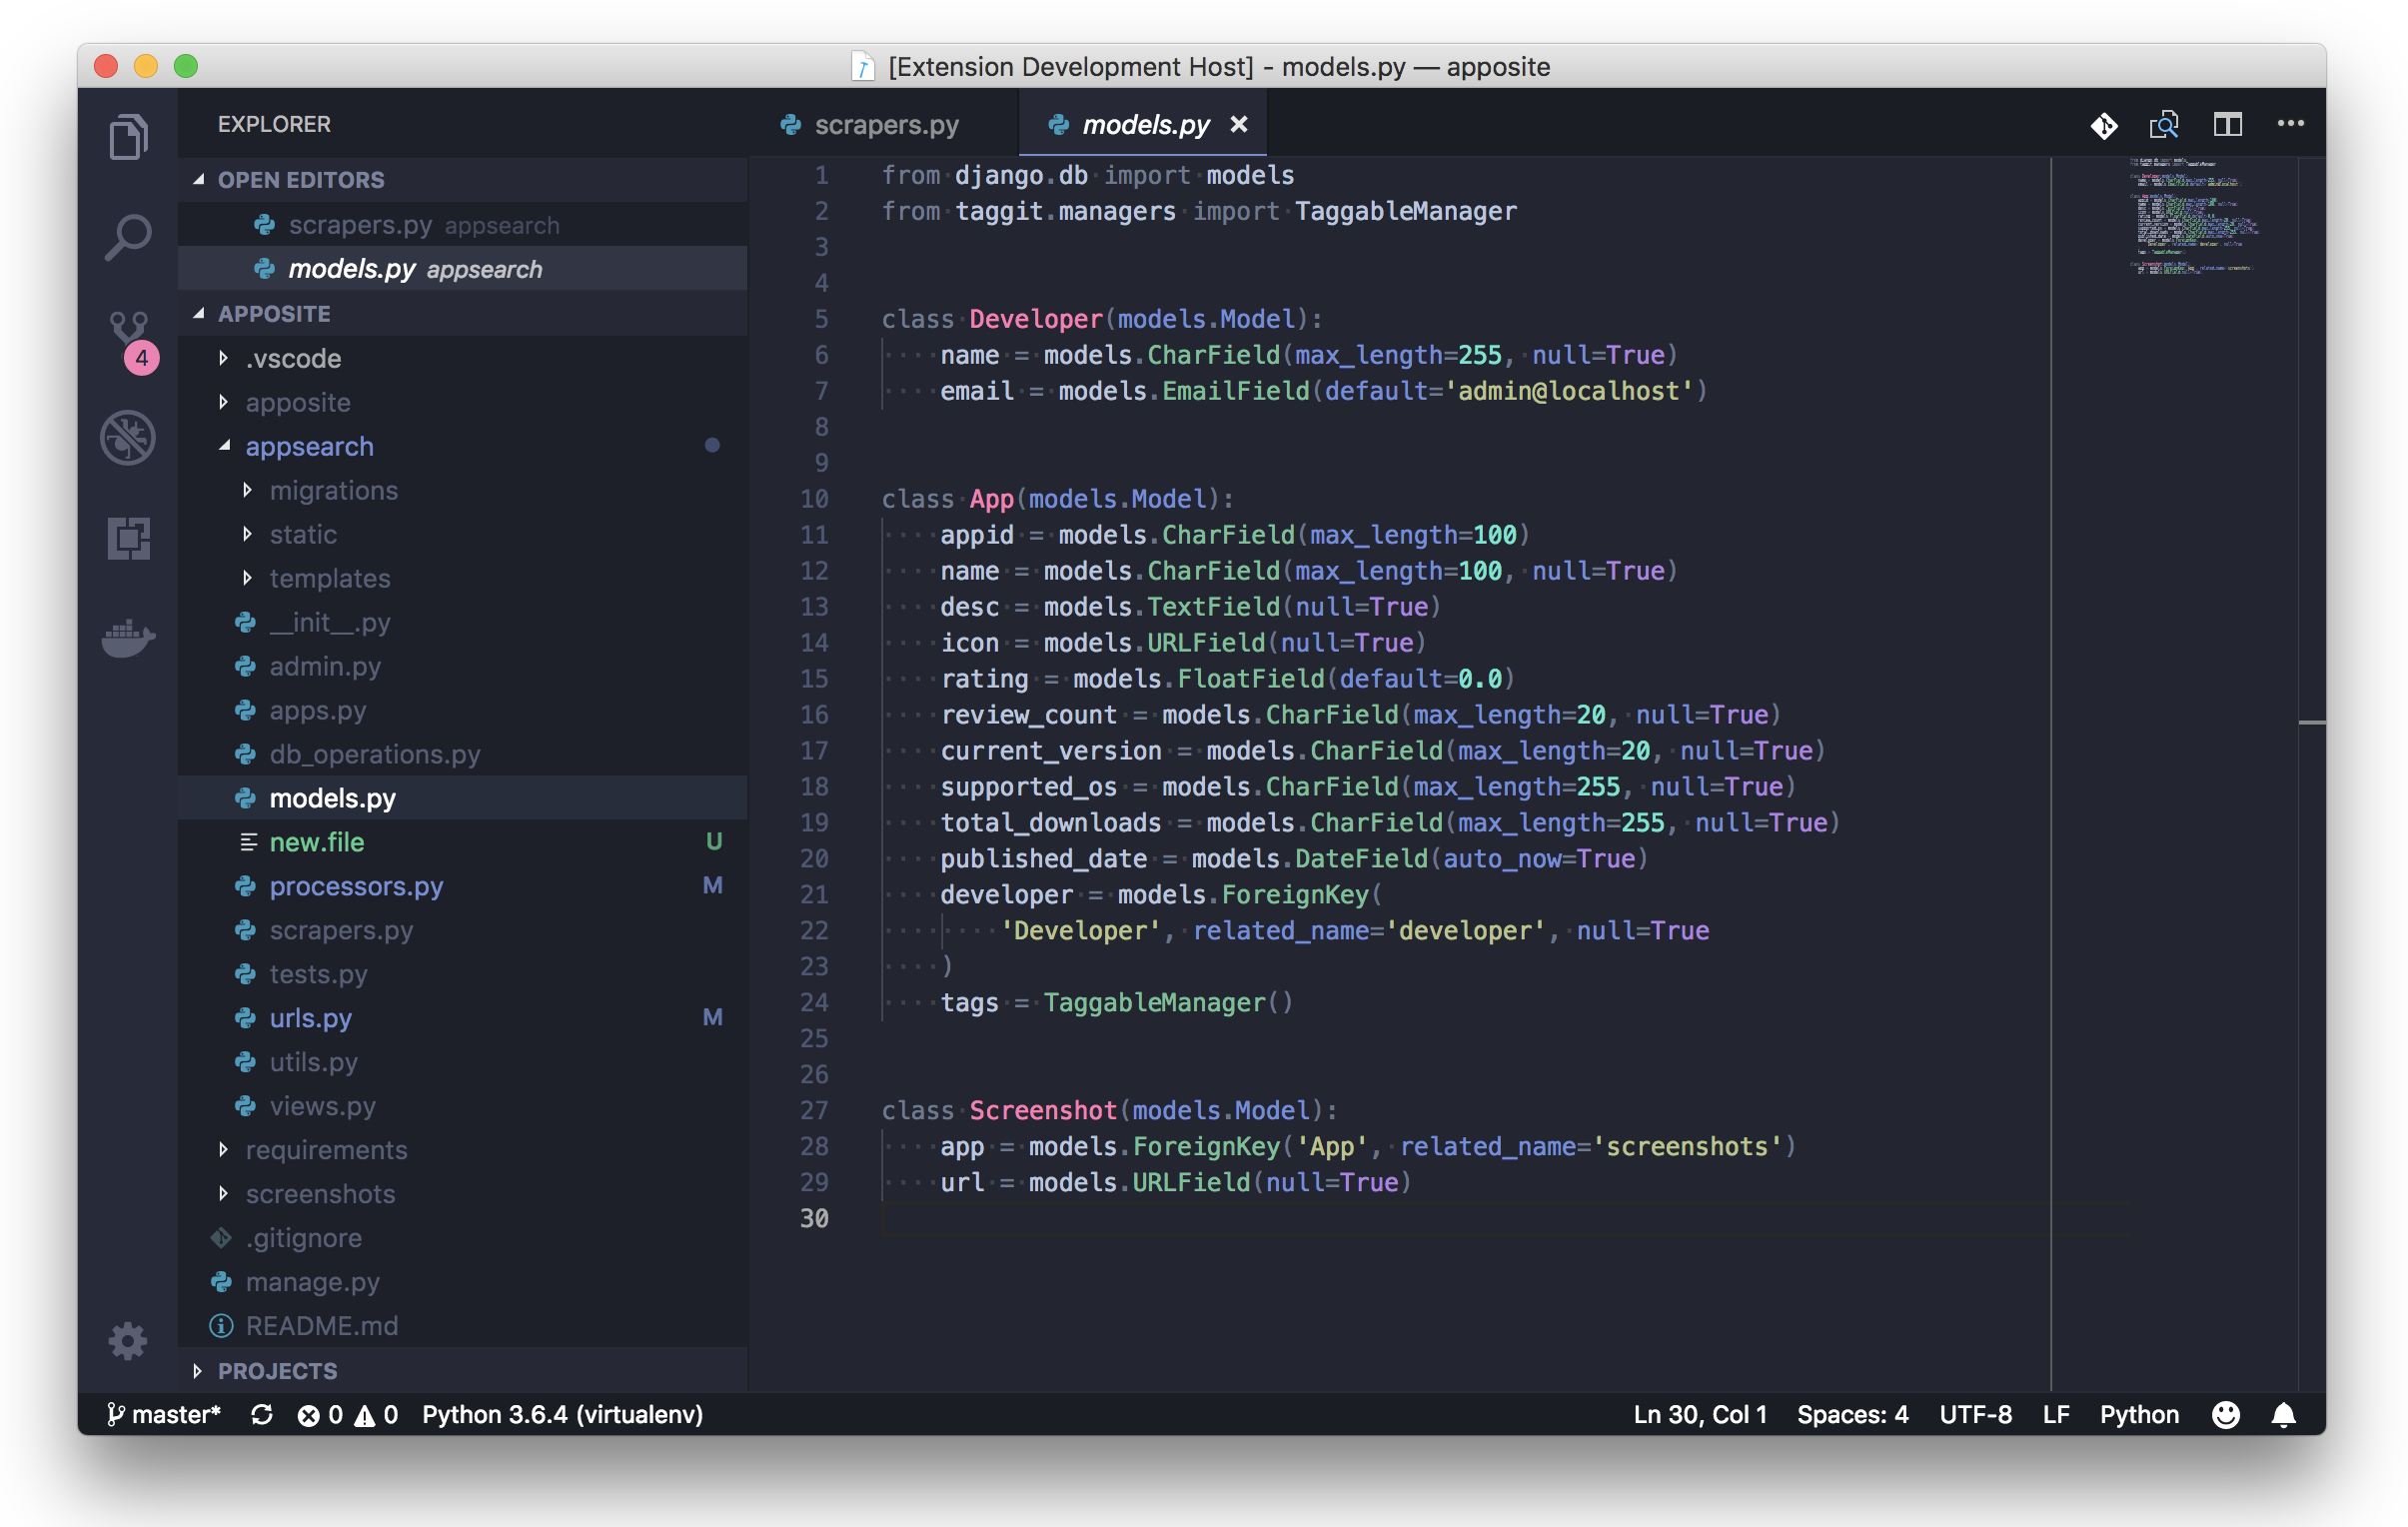 [Extension Development Host] - models.py — apposite
EXPLORER
OPEN EDITORS
scrapers.py appsearch
models.py appsearch
APPOSITE
.vscode
apposite
appsearch
migrations
static
templates
__init__.py
admin.py
apps.py
db_operations.py
models.py
new.file U
processors.py M
scrapers.py
tests.py
urls.py M
utils.py
views.py
requirements
screenshots
.gitignore
manage.py
README.md
PROJECTS
4
scrapers.py models.py
1 from django.db import models
2 from taggit.managers import TaggableManager
3
4
5 class Developer(models.Model):
6     name = models.CharField(max_length=255, null=True)
7     email = models.EmailField(default='admin@localhost')
8
9
10 class App(models.Model):
11     appid = models.CharField(max_length=100)
12     name = models.CharField(max_length=100, null=True)
13     desc = models.TextField(null=True)
14     icon = models.URLField(null=True)
15     rating = models.FloatField(default=0.0)
16     review_count = models.CharField(max_length=20, null=True)
17     current_version = models.CharField(max_length=20, null=True)
18     supported_os = models.CharField(max_length=255, null=True)
19     total_downloads = models.CharField(max_length=255, null=True)
20     published_date = models.DateField(auto_now=True)
21     developer = models.ForeignKey(
22         'Developer', related_name='developer', null=True
23     )
24     tags = TaggableManager()
25
26
27 class Screenshot(models.Model):
28     app = models.ForeignKey('App', related_name='screenshots')
29     url = models.URLField(null=True)
30
master* 0 0 Python 3.6.4 (virtualenv) Ln 30, Col 1 Spaces: 4 UTF-8 LF Python